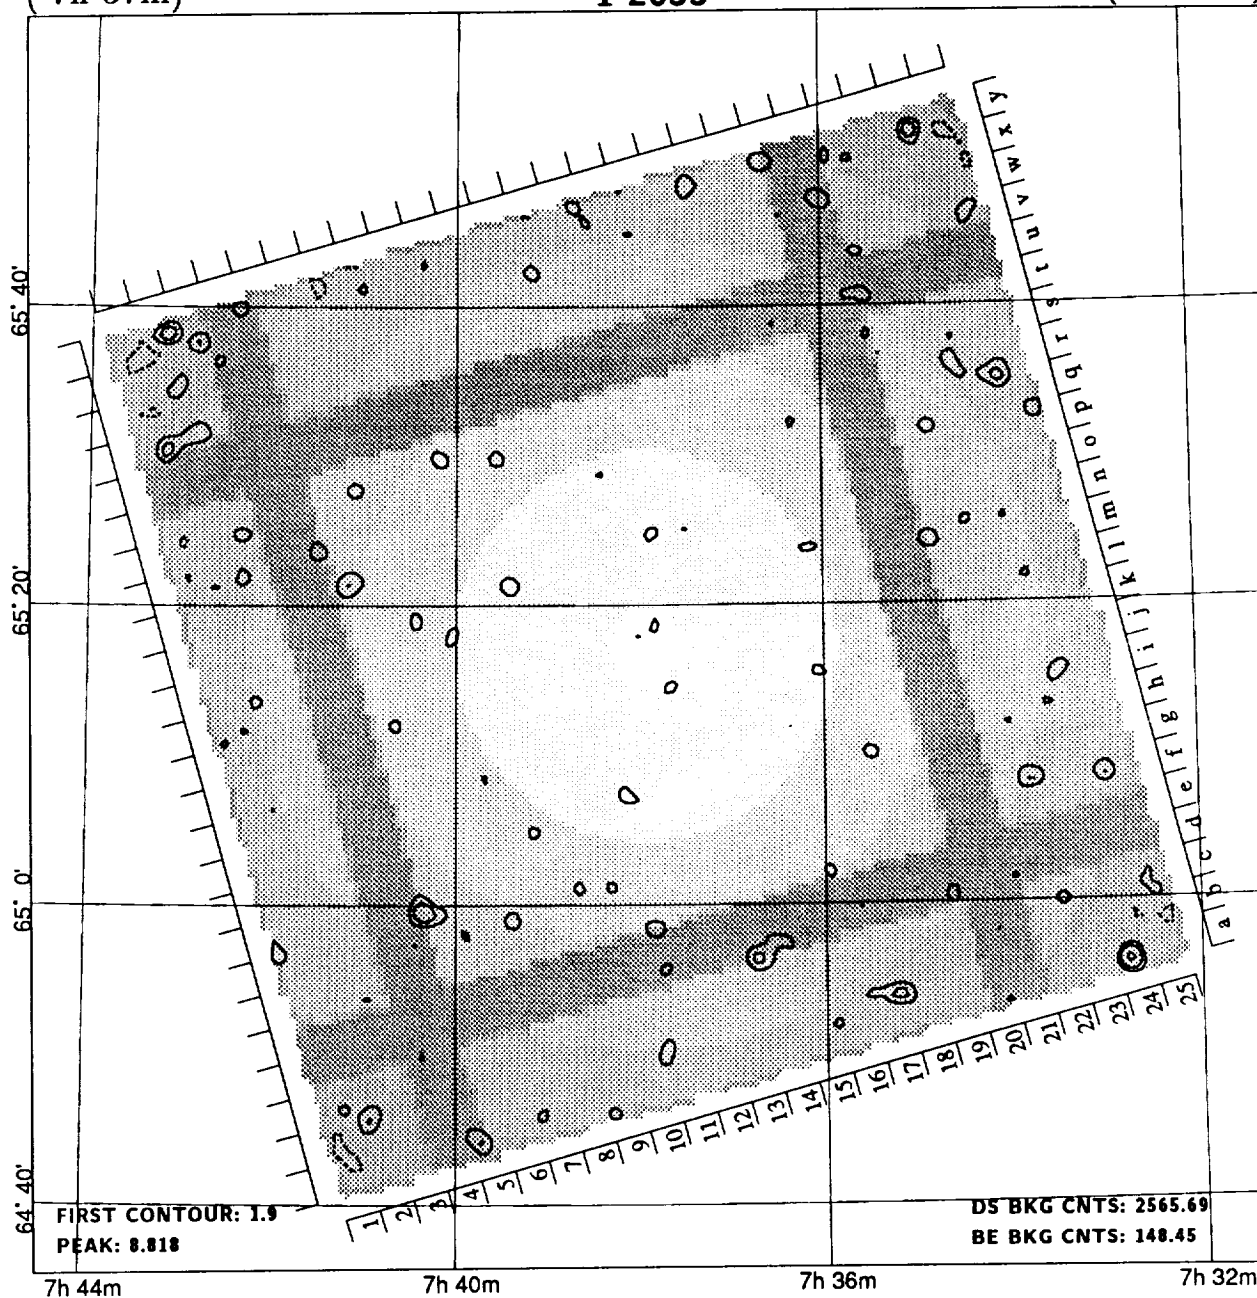 ( 7h 37m)
I 2655
65° 40'
65° 20'
65° 0'
64° 40'
y
x
w
v
u
t
s
r
q
p
o
n
m
l
k
j
i
h
g
f
e
d
c
b
a
1 2 3 4 5 6 7 8 9 10 11 12 13 14 15 16 17 18 19 20 21 22 23 24 25
FIRST CONTOUR: 1.9
PEAK: 8.818
DS BKG CNTS: 2565.69
BE BKG CNTS: 148.45
7h 44m 7h 40m 7h 36m 7h 32m